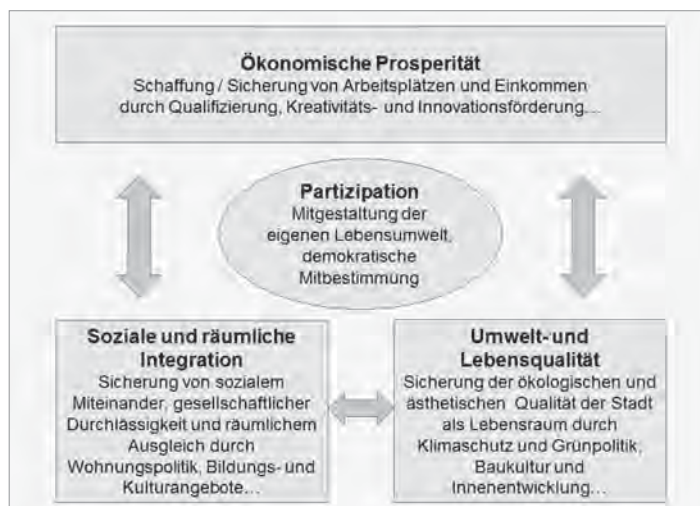 Ökonomische Prosperität
Schaffung / Sicherung von Arbeitsplätzen und Einkommen
durch Qualifizierung, Kreativitäts- und Innovationsförderung…
Partizipation
Mitgestaltung der
eigenen Lebensumwelt,
demokratische
Mitbestimmung
Soziale und räumliche
Integration
Sicherung von sozialem
Miteinander, gesellschaftlicher
Durchlässigkeit und räumlichem
Ausgleich durch
Wohnungspolitik, Bildungs- und
Kulturangebote…
Umwelt- und
Lebensqualität
Sicherung der ökologischen und
ästhetischen Qualität der Stadt
als Lebensraum durch
Klimaschutz und Grünpolitik,
Baukultur und
Innenentwicklung…